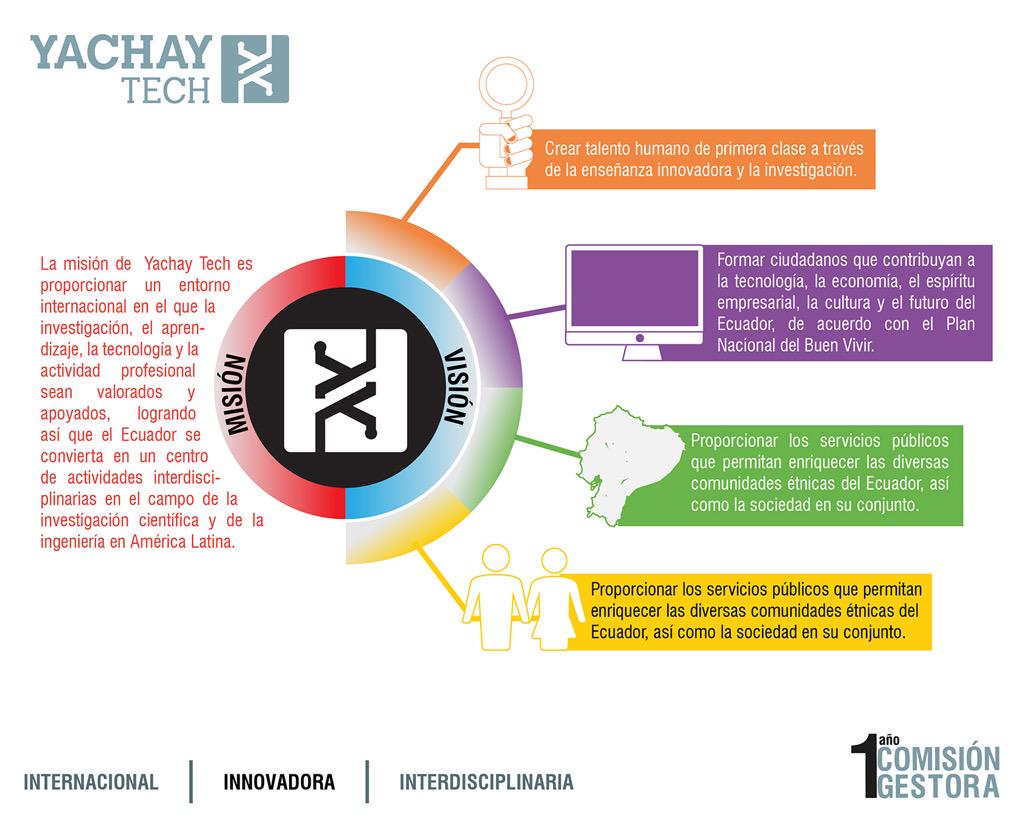 YACHAY
TECH
Crear talento humano de primera clase a través
de la enseñanza innovadora y la investigación.
Formar ciudadanos que contribuyan a
la tecnología, la economía, el espíritu
empresarial, la cultura y el futuro del
Ecuador, de acuerdo con el Plan
Nacional del Buen Vivir.
La misión de Yachay Tech es
proporcionar un entorno
internacional en el que la
investigación, el apren-
dizaje, la tecnología y la
actividad profesional
sean valorados y
apoyados, logrando
así que el Ecuador se
convierta en un centro
de actividades interdisci-
plinarias en el campo de la
investigación científica y de la
ingeniería en América Latina.
MISIÓN
VISIÓN
Proporcionar los servicios públicos
que permitan enriquecer las diversas
comunidades étnicas del Ecuador, así
como la sociedad en su conjunto.
Proporcionar los servicios públicos que permitan
enriquecer las diversas comunidades étnicas del
Ecuador, así como la sociedad en su conjunto.
INTERNACIONAL | INNOVADORA | INTERDISCIPLINARIA
1 año
COMISIÓN
GESTORA